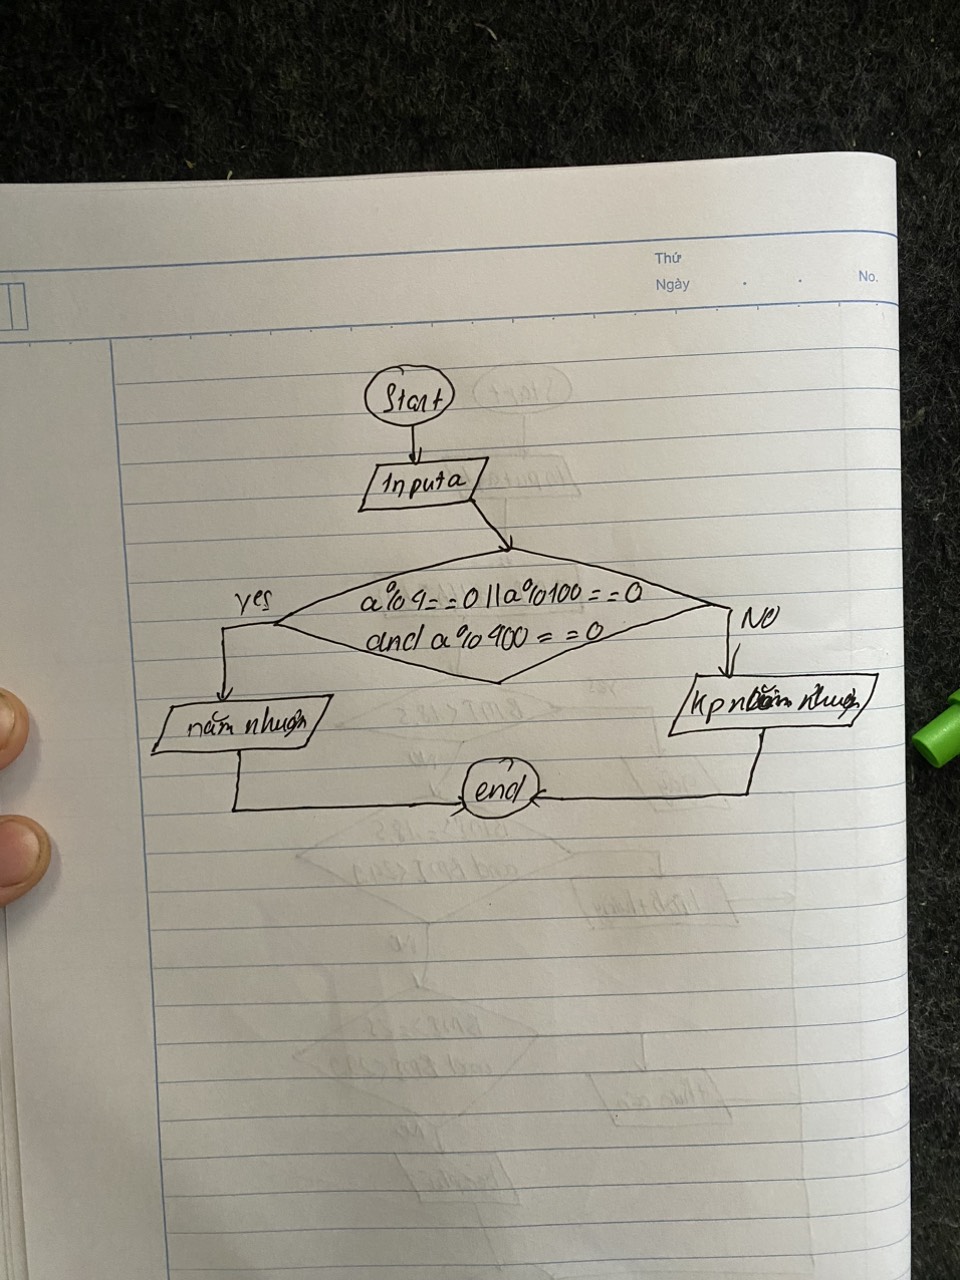 Thứ
Ngày . . No.
Start
Input a
a%4==0 || a%100==0
and a%400==0
yes
NO
năm nhuận
kp năm nhuận
end